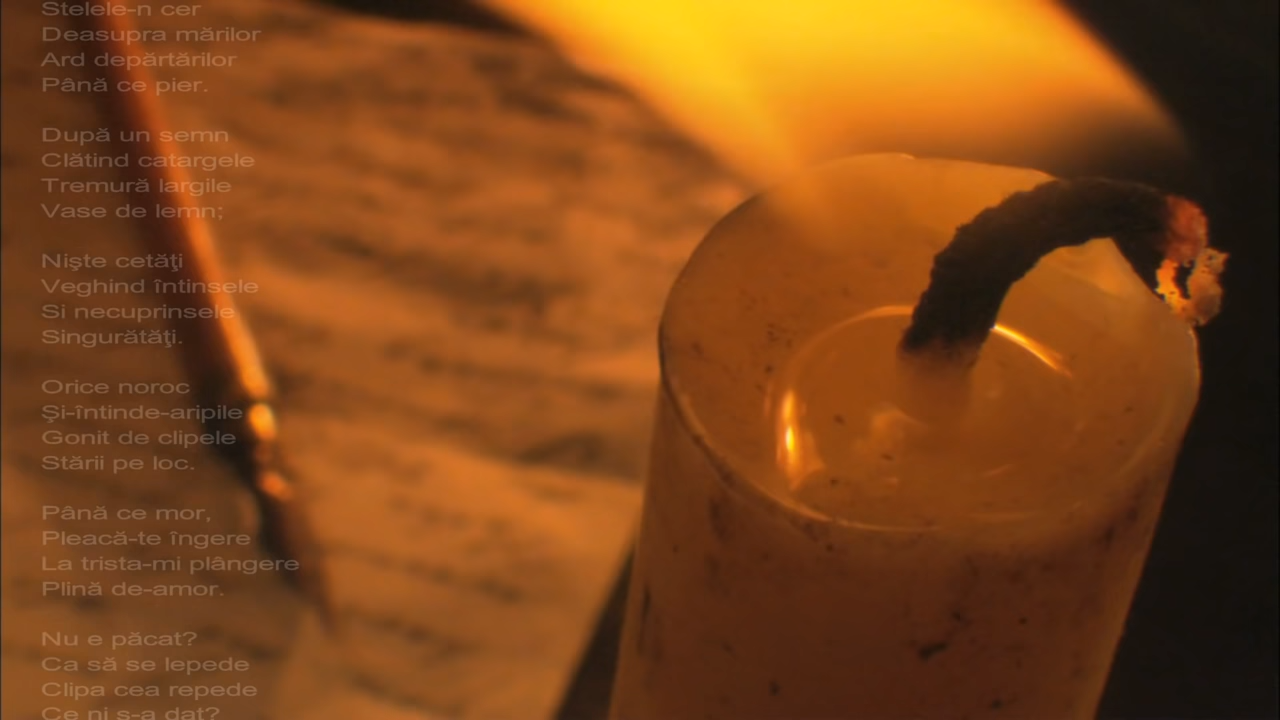 Stelele-n cer
Deasupra mărilor
Ard depărtărilor
Până ce pier.
După un semn
Clătind catargele
Tremură largile
Vase de lemn;
Nişte cetăţi
Veghind întinsele
Si necuprinsele
Singurătăţi.
Orice noroc
Şi-întinde-aripile
Gonit de clipele
Stării pe loc.
Până ce mor,
Pleacă-te îngere
La trista-mi plângere
Plină de-amor.
Nu e păcat?
Ca să se lepede
Clipa cea repede
Ce ni s-a dat?